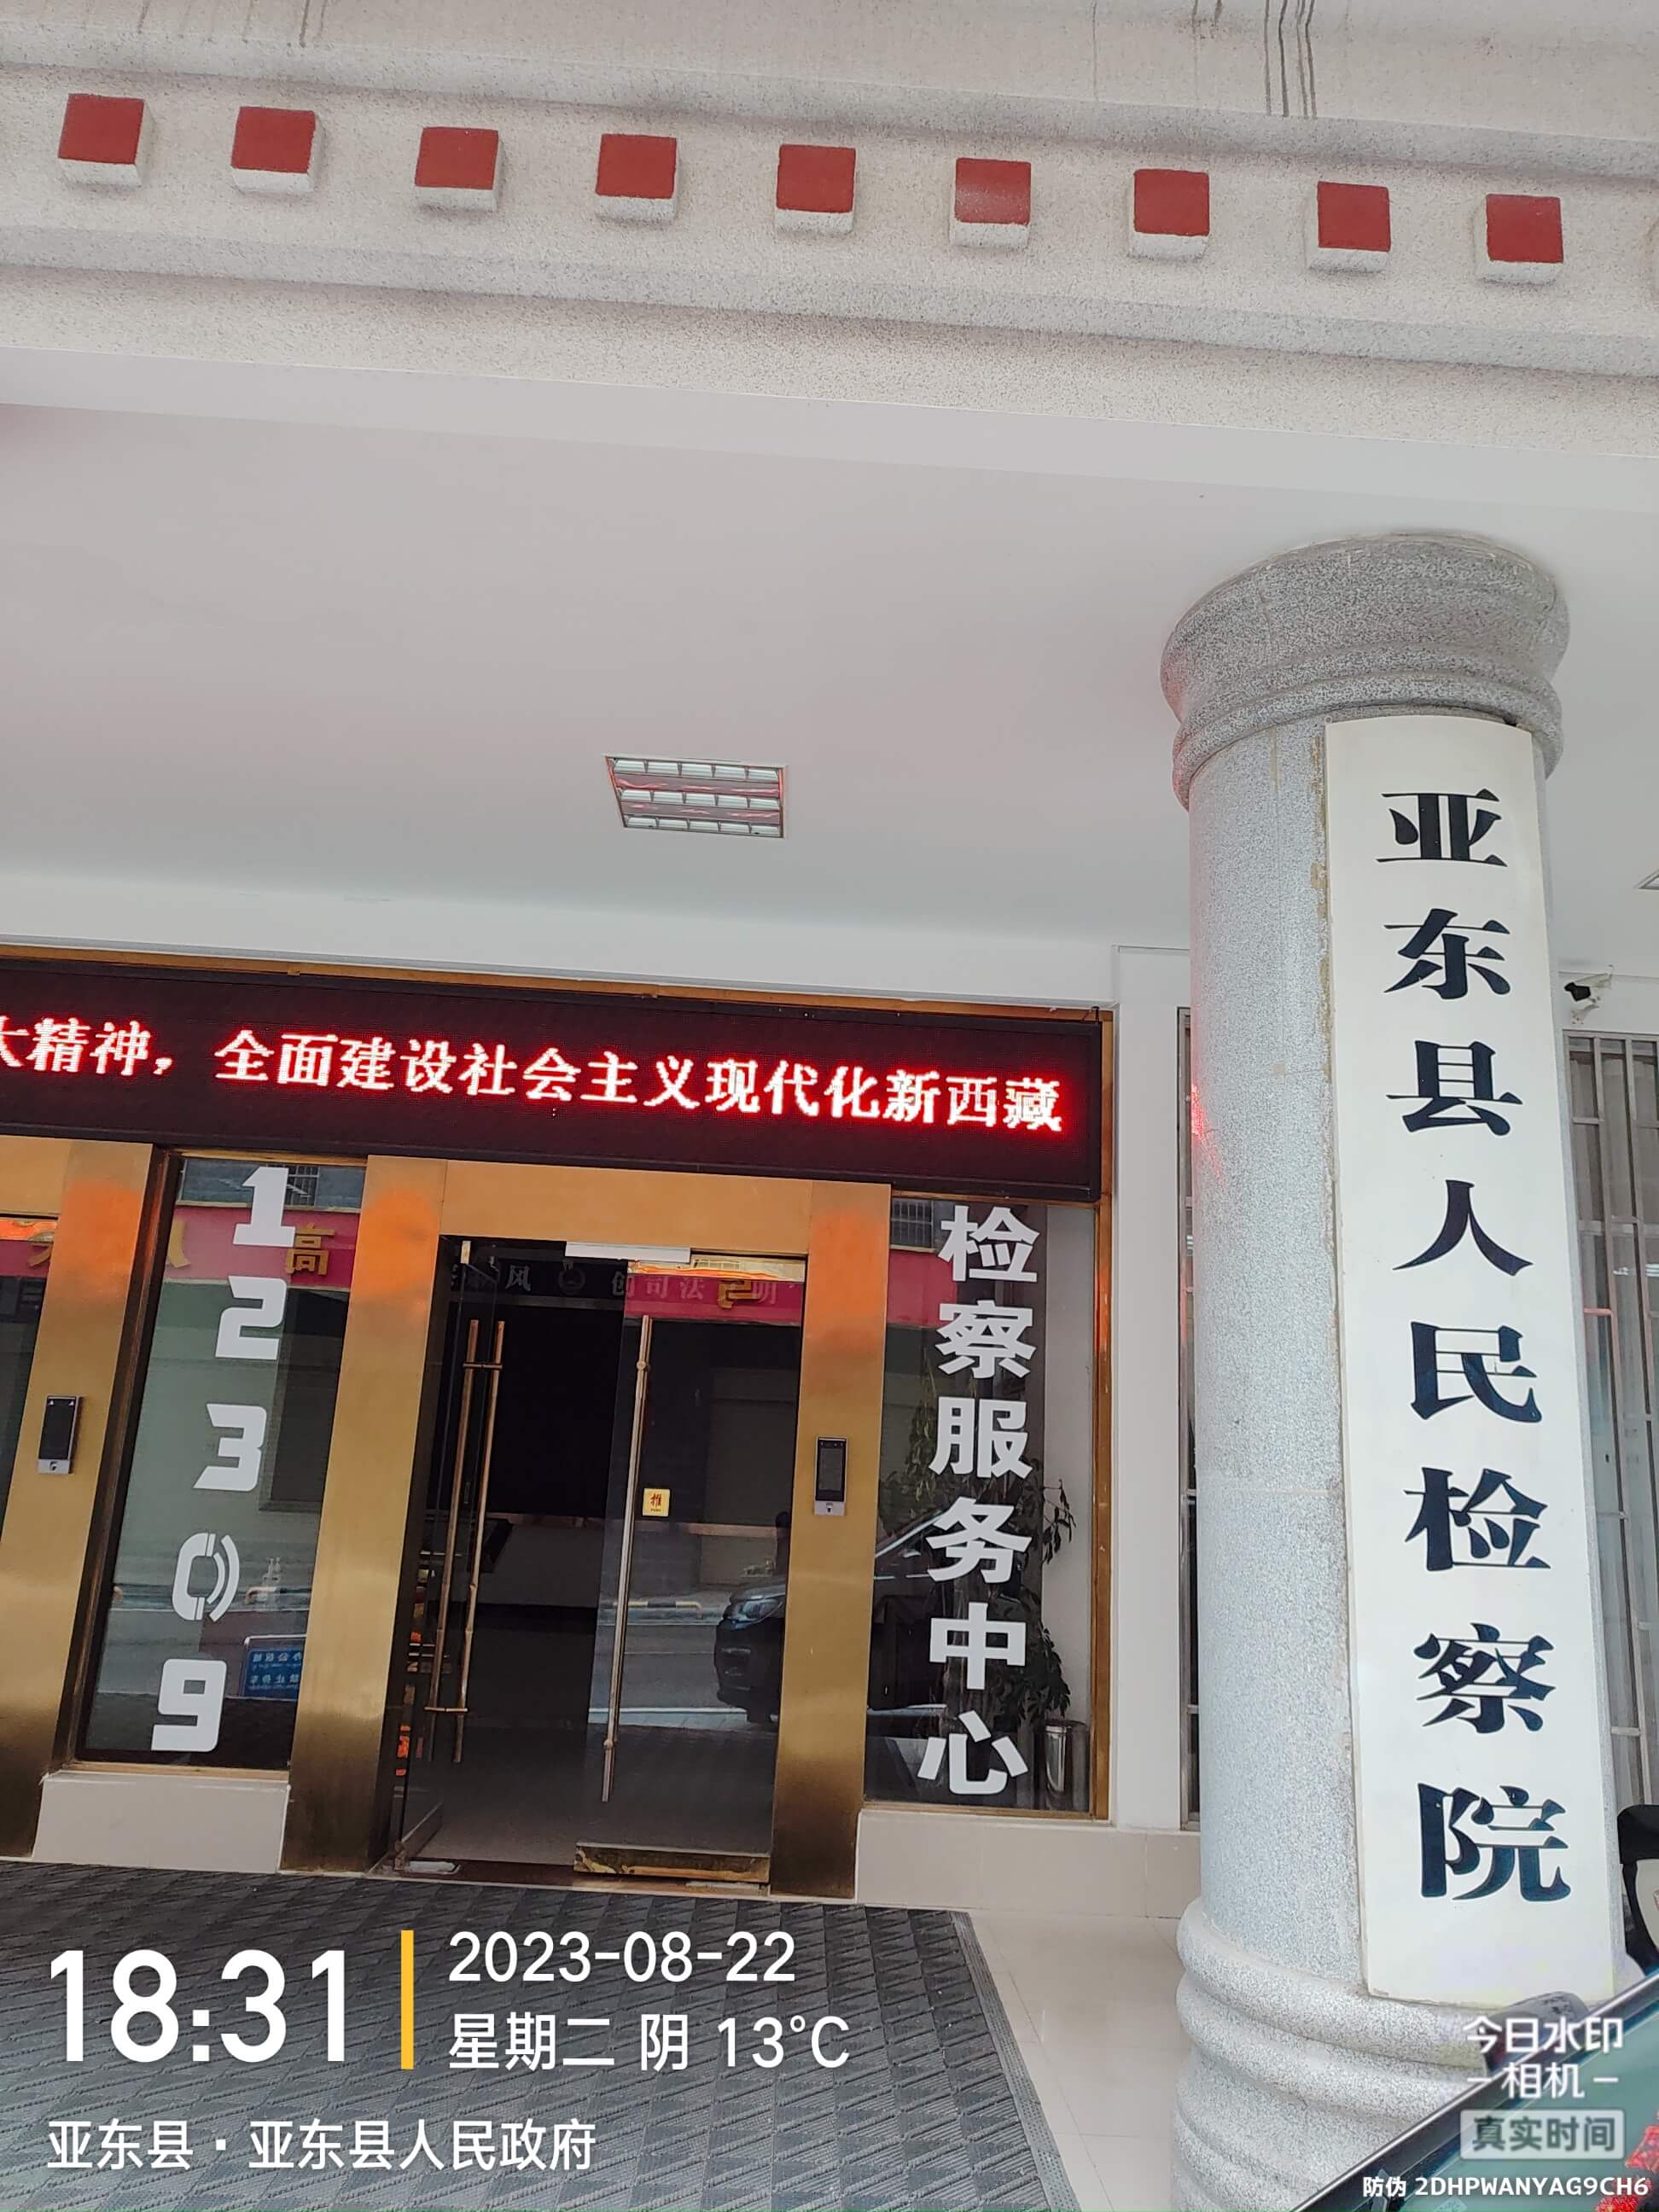 大精神，全面建设社会主义现代化新西藏
12309
检察服务中心
推
亚东县人民检察院
18:31
2023-08-22
星期二 阴 13°C
亚东县·亚东县人民政府
今日水印
相机
真实时间
防伪 2DHPWANYAG9CH6